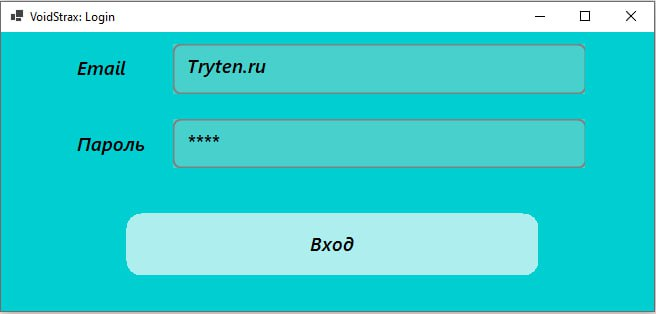 VoidStrax: Login
Email
Tryten.ru
Пароль
****
Вход